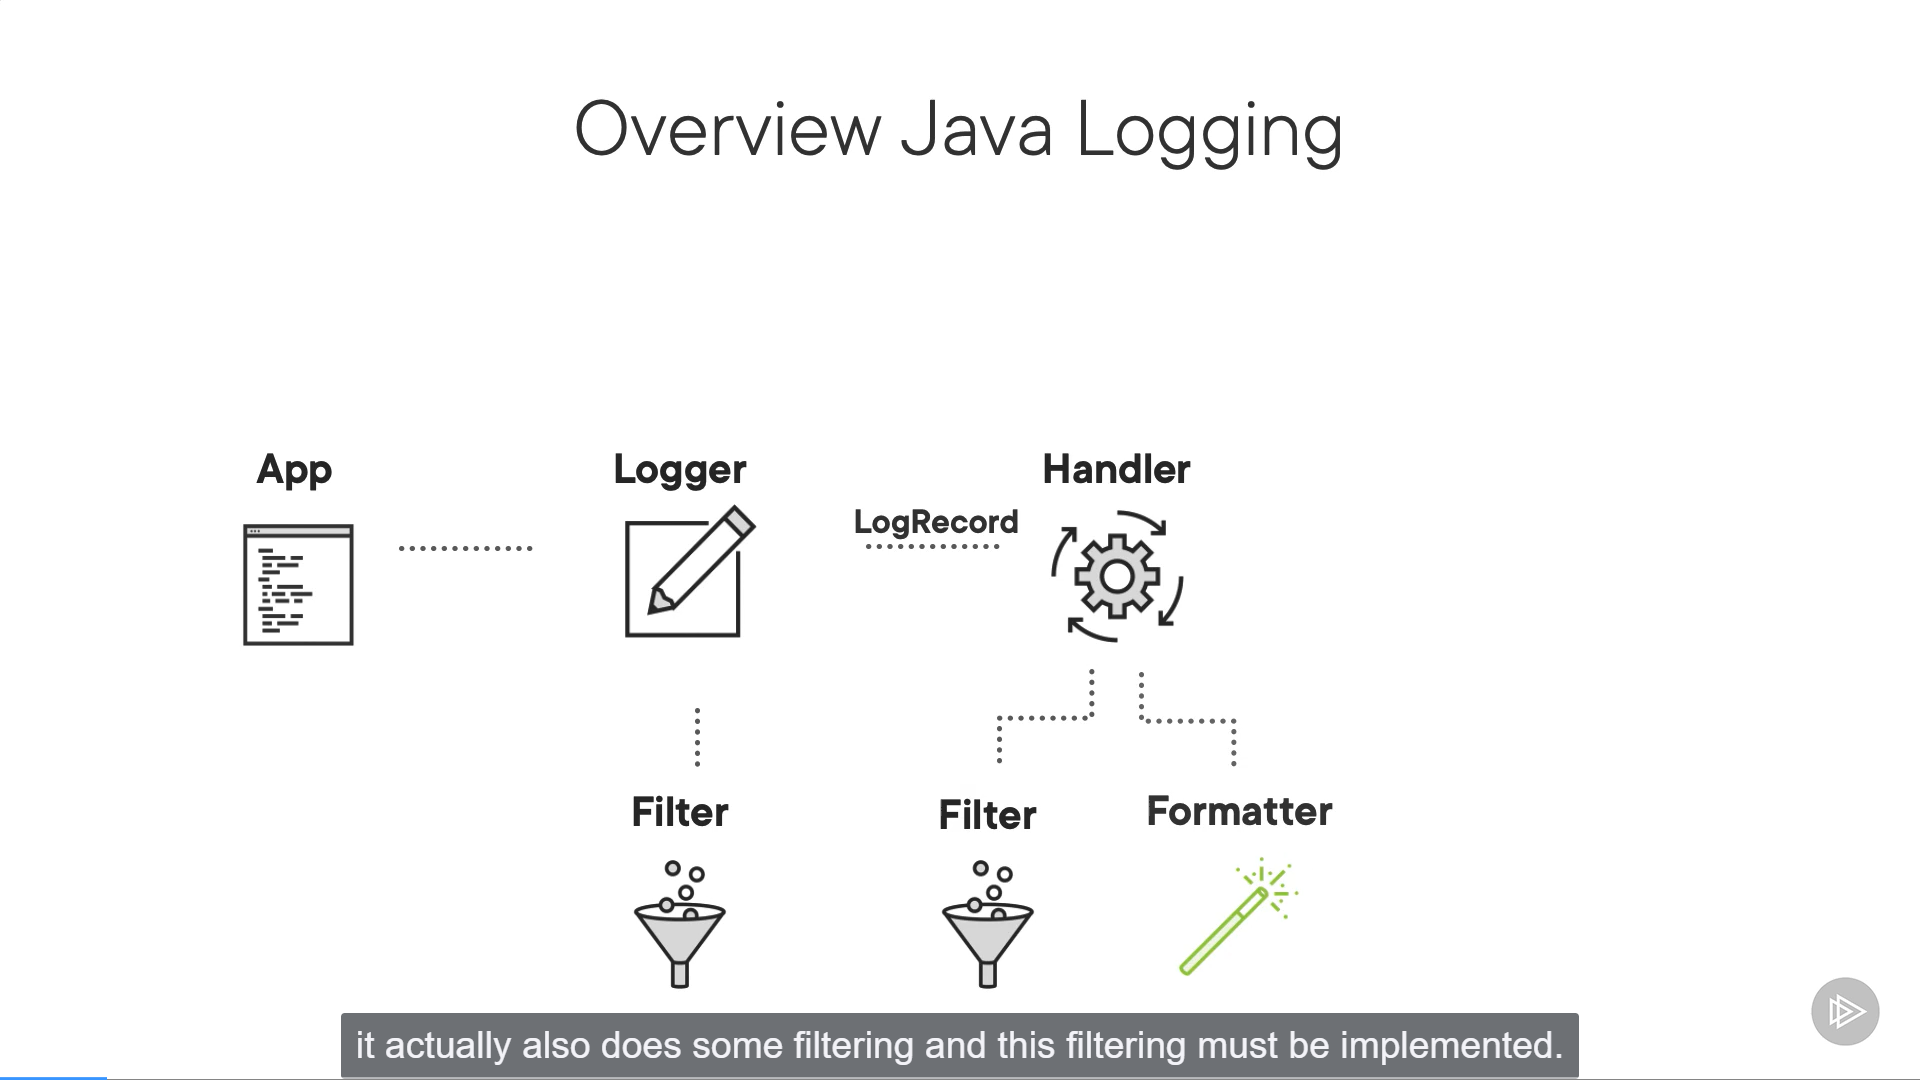 Overview Java Logging
App
Logger
LogRecord
Handler
Filter
Filter
Formatter
it actually also does some filtering and this filtering must be implemented.